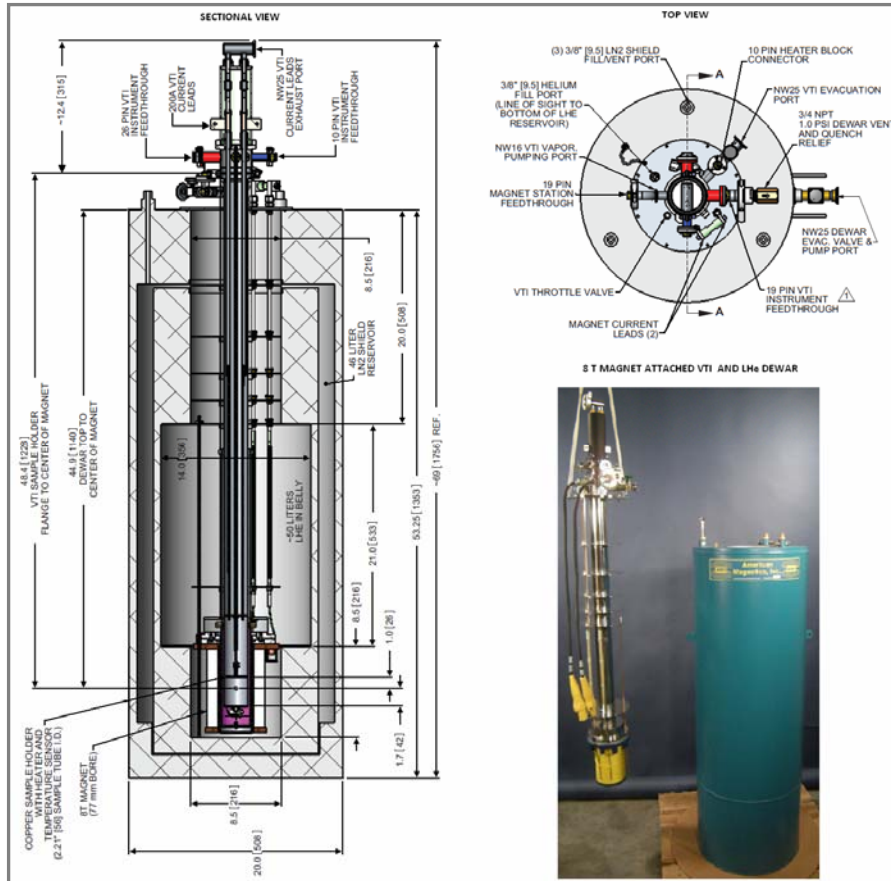 SECTIONAL VIEW
~12.4 [315]
26 PIN VTI
INSTRUMENT
FEEDTHROUGH
200A VTI
CURRENT
LEADS
NW25 VTI
CURRENT LEADS
EXHAUST PORT
10 PIN VTI
INSTRUMENT
FEEDTHROUGH
48.4 [1229]
VTI SAMPLE HOLDER
FLANGE TO CENTER OF MAGNET
44.9 [1140]
DEWAR TOP TO
CENTER OF MAGNET
8.5 [216]
20.0 [508]
46 LITER
LN2 SHIELD
RESERVOIR
14.0 [356]
~50 LITERS
LHE IN BELLY
21.0 [533]
53.25 [1353]
~69 [1756] REF.
8.5 [216]
1.0 [26]
1.7 [42]
COPPER SAMPLE HOLDER
WITH HEATER AND
TEMPERATURE SENSOR
(2.21" [56] SAMPLE TUBE I.D.)
8T MAGNET
(77 mm BORE)
8.5 [216]
20.0 [508]
TOP VIEW
(3) 3/8" [9.5] LN2 SHIELD
FILL/VENT PORT
A
10 PIN HEATER BLOCK
CONNECTOR
3/8" [9.5] HELIUM
FILL PORT
(LINE OF SIGHT TO
BOTTOM OF LHE
RESERVOIR)
NW25 VTI EVACUATION
PORT
3/4 NPT
1.0 PSI DEWAR VENT
AND QUENCH
RELIEF
NW16 VTI VAPOR.
PUMPING PORT
19 PIN
MAGNET STATION
FEEDTHROUGH
NW25 DEWAR
EVAC. VALVE &
PUMP PORT
VTI THROTTLE VALVE
19 PIN VTI
INSTRUMENT
FEEDTHROUGH
1
MAGNET CURRENT
LEADS (2)
A
8 T MAGNET ATTACHED VTI AND LHe DEWAR
American
Magnetics, Inc.